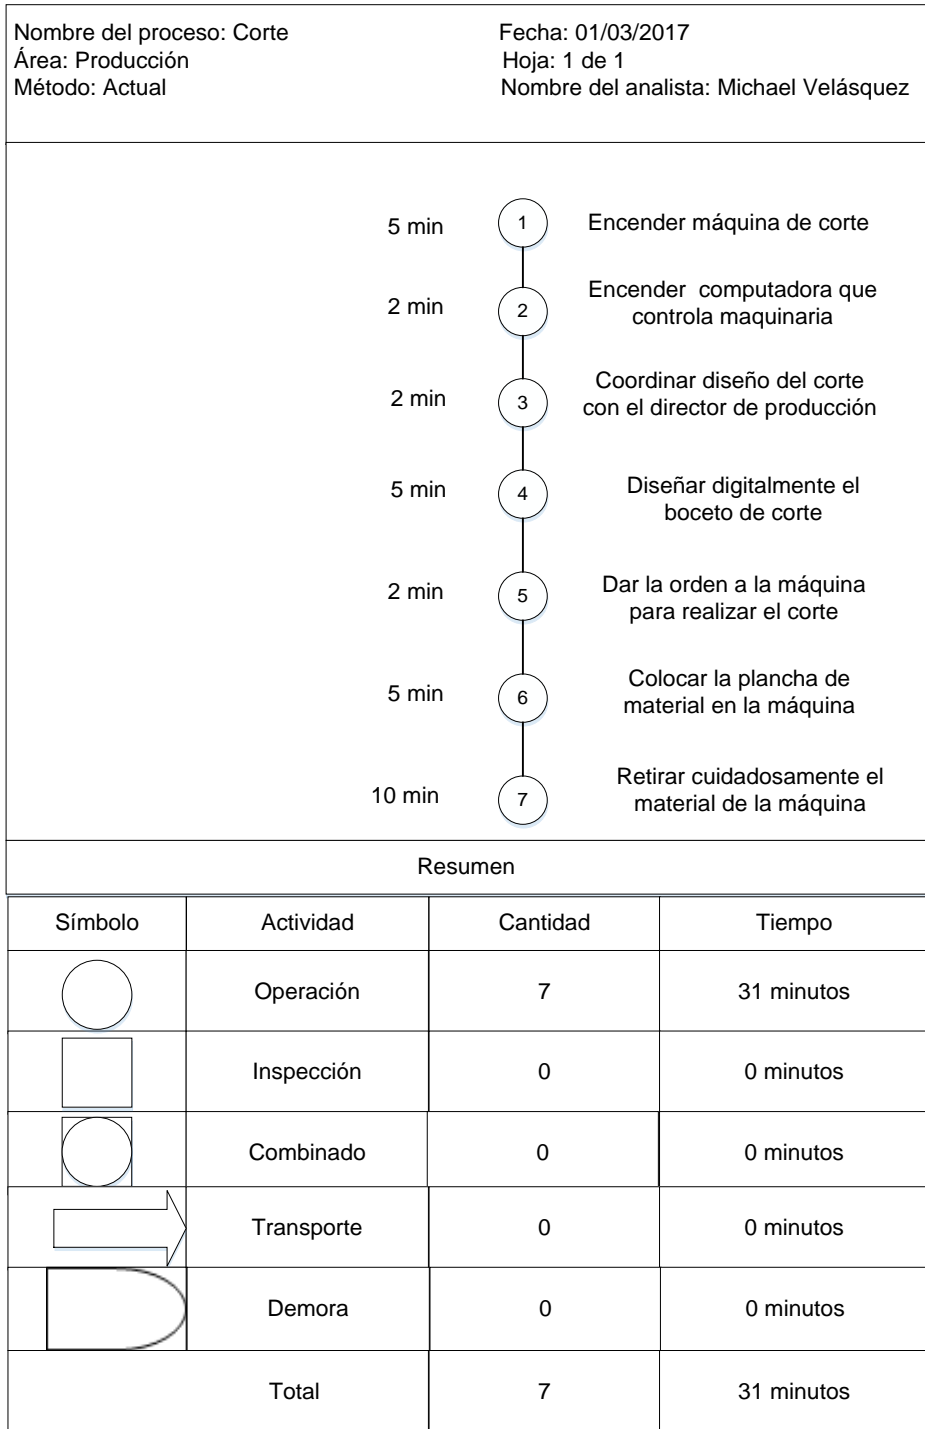 Nombre del proceso: Corte
Fecha: 01/03/2017
Área: Producción
Hoja: 1 de 1
Método: Actual
Nombre del analista: Michael Velásquez
5 min
1
Encender máquina de corte
2 min
2
Encender computadora que
controla maquinaria
2 min
3
Coordinar diseño del corte
con el director de producción
5 min
4
Diseñar digitalmente el
boceto de corte
2 min
5
Dar la orden a la máquina
para realizar el corte
5 min
6
Colocar la plancha de
material en la máquina
10 min
7
Retirar cuidadosamente el
material de la máquina
Resumen
Símbolo Actividad Cantidad Tiempo
Operación 7 31 minutos
Inspección 0 0 minutos
Combinado 0 0 minutos
Transporte 0 0 minutos
Demora 0 0 minutos
Total 7 31 minutos